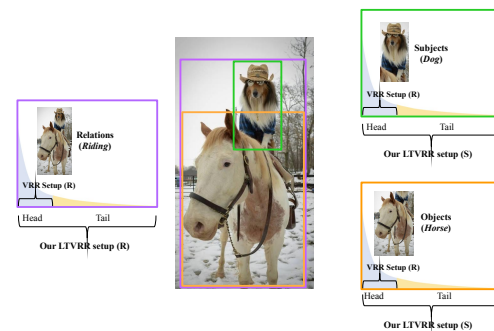 Relations
(Riding)
VRR Setup (R)
Head Tail
Our LTVRR setup (R)
Subjects
(Dog)
VRR Setup (R)
Head Tail
Our LTVRR setup (S)
Objects
(Horse)
VRR Setup (R)
Head Tail
Our LTVRR setup (S)